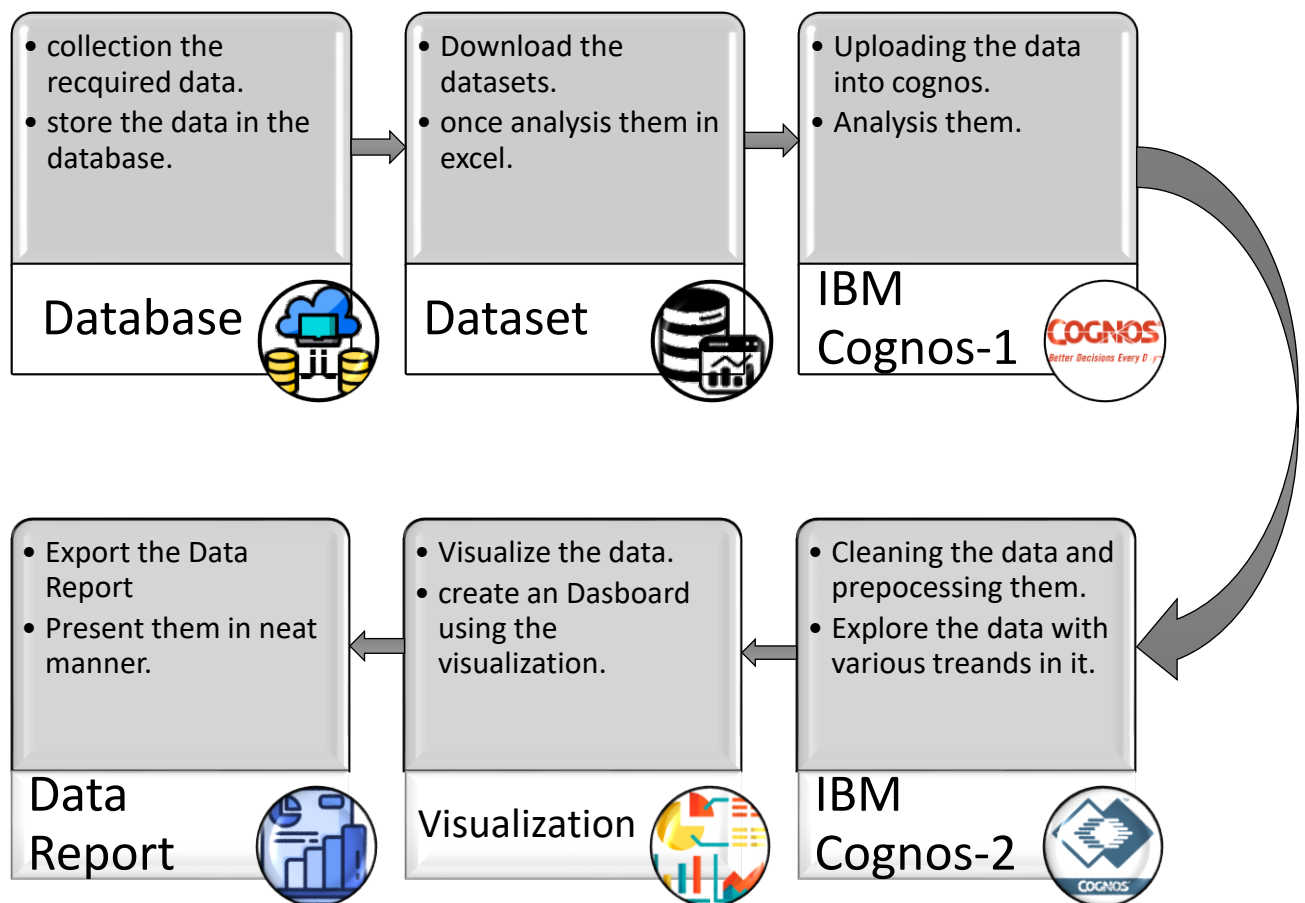 • collection the
recquired data.
• store the data in the
database.
Database
• Download the
datasets.
• once analysis them in
excel.
Dataset
• Uploading the data
into cognos.
• Analysis them.
IBM
Cognos-1
COGNOS
Better Decisions Every Day
• Cleaning the data and
prepocessing them.
• Explore the data with
various treands in it.
IBM
Cognos-2
COGNOS
• Visualize the data.
• create an Dasboard
using the
visualization.
Visualization
• Export the Data
Report
• Present them in neat
manner.
Data
Report